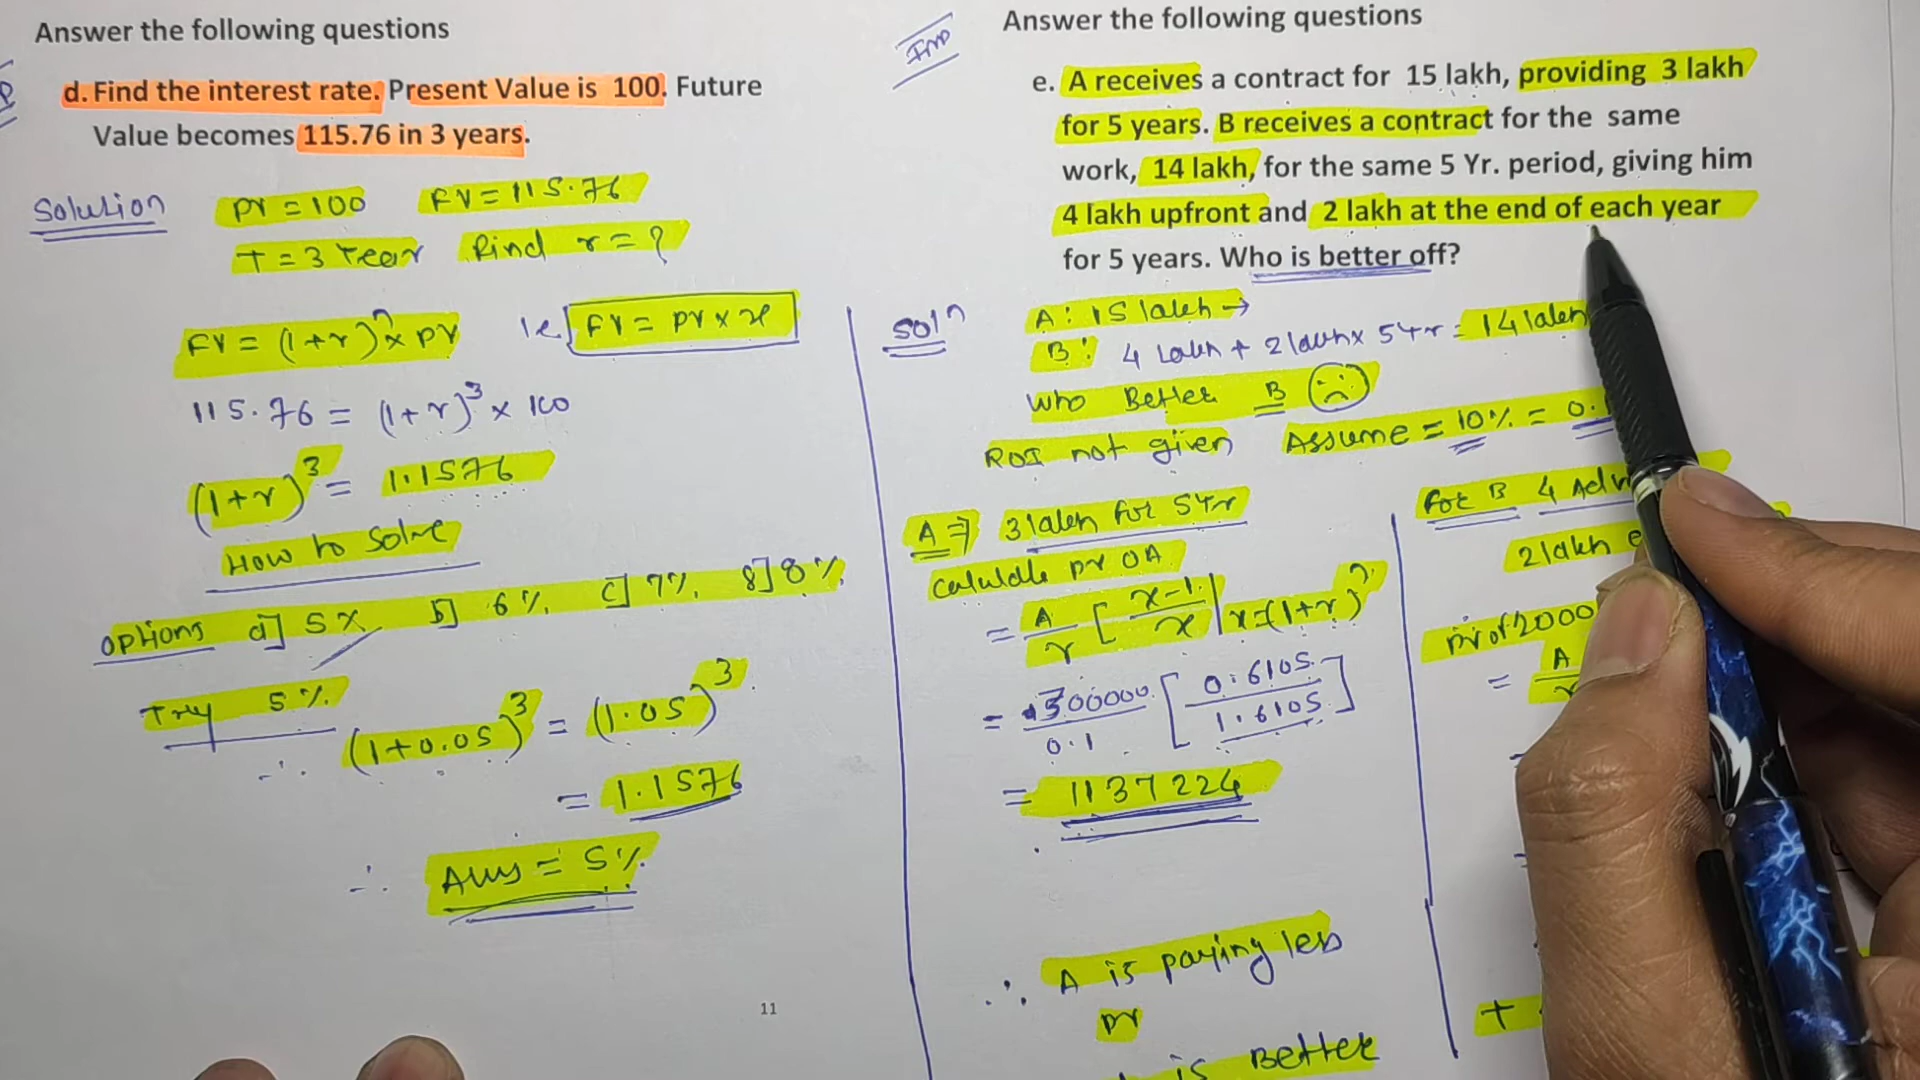 Answer the following questions
d. Find the interest rate. Present Value is 100. Future
Value becomes 115.76 in 3 years.
Solution
PV = 100 FV = 115.76
T = 3 Year Find r = ?
FV = (1+r)^n × PV ie FV = PV × x
115.76 = (1+r)^3 × 100
(1+r)^3 = 1.1576
How to solve
options a] 5% b] 6% c] 7% 8] 8%
Try 5%
∴ (1+0.05)^3 = (1.05)^3
= 1.1576
∴ Ans = 5%
11
Imp
Answer the following questions
e. A receives a contract for 15 lakh, providing 3 lakh
for 5 years. B receives a contract for the same
work, 14 lakh, for the same 5 Yr. period, giving him
4 lakh upfront and 2 lakh at the end of each year
for 5 years. Who is better off?
Soln
A: 15 lakh →
B: 4 Lakh + 2 lakh × 5 Yr = 14 lakh
Who Better B
ROI not given Assume = 10% = 0.
A ⇒ 3 lakh for 5 Yr
Calculate PV OA
= A/r [x-1/x] x=(1+r)^n
= 300000/0.1 [0.6105/1.6105]
= 1137224
∴ A is paying less
PV
is Better
For B 4 Adv
2 lakh e
PV of 2000
= A